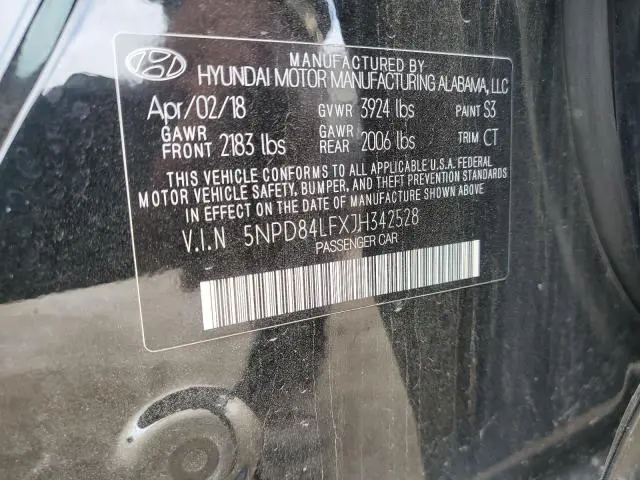 MANUFACTURED BY
HYUNDAI MOTOR MANUFACTURING ALABAMA, LLC
Apr/02/18 GVWR 3924 lbs PAINT S3
GAWR FRONT 2183 lbs GAWR REAR 2006 lbs TRIM CT
THIS VEHICLE CONFORMS TO ALL APPLICABLE U.S.A. FEDERAL
MOTOR VEHICLE SAFETY, BUMPER, AND THEFT PREVENTION STANDARDS
IN EFFECT ON THE DATE OF MANUFACTURE SHOWN ABOVE.
V.I.N 5NPD84LFXJH342528
PASSENGER CAR